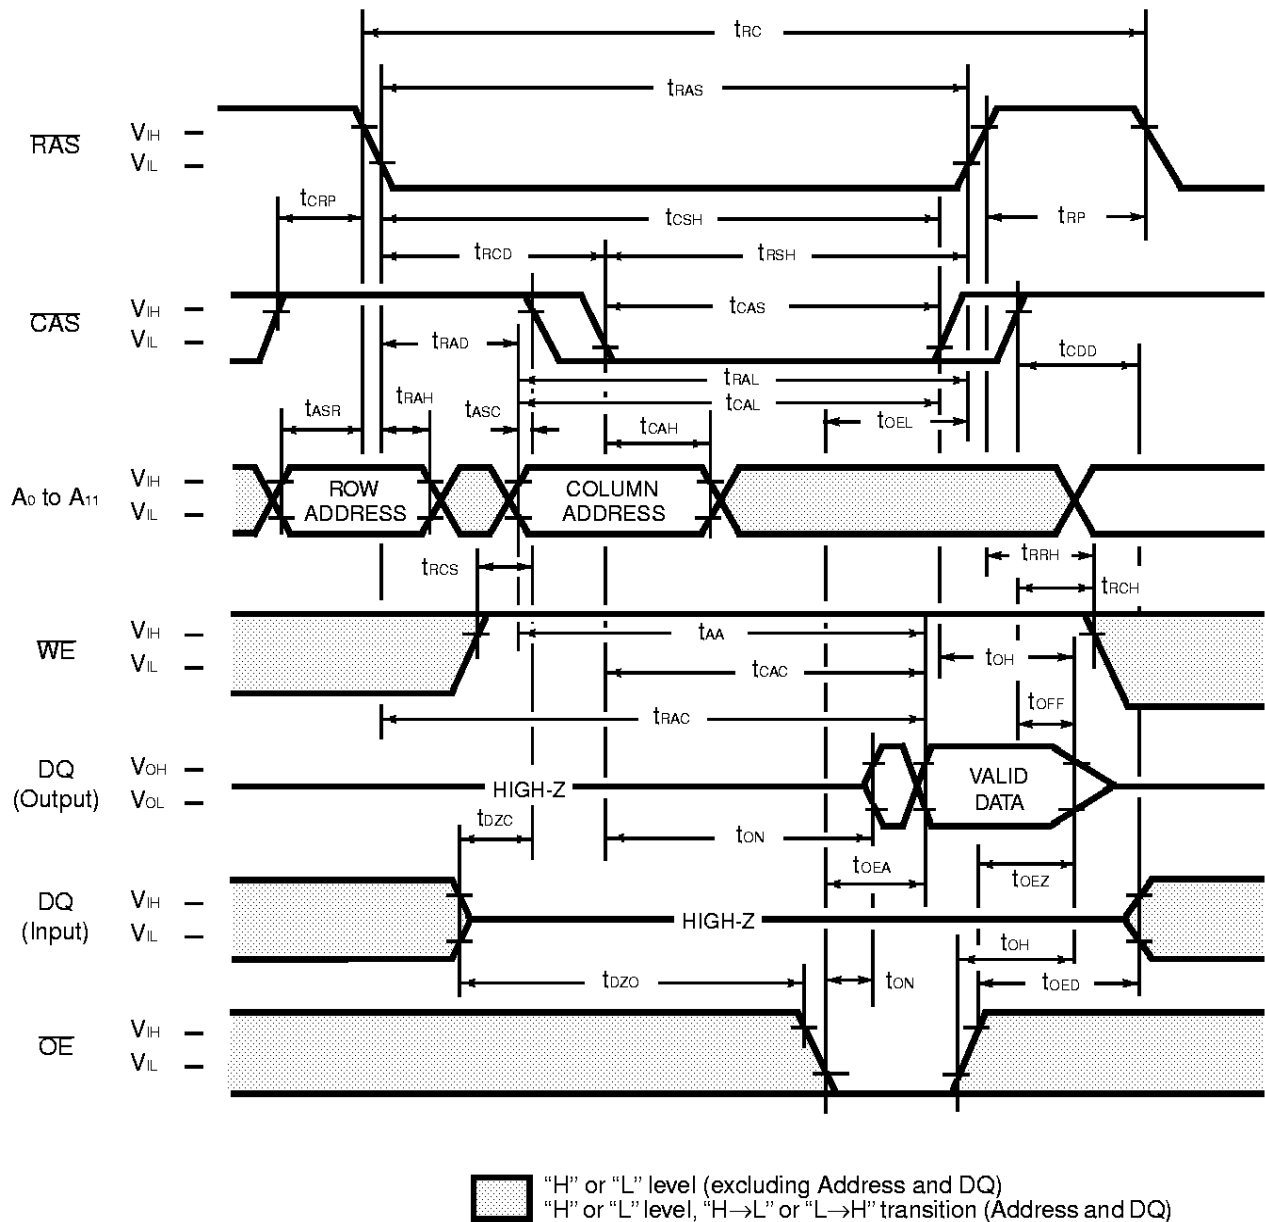 tRC
tRAS
RAS VIH
VIL
tCRP tCSH tRP
tRCD tRSH
CAS VIH
VIL
tCAS
tRAD tCDD
tRAL
tCAL
tASR tRAH tASC tCAH tOEL
A0 to A11 VIH
VIL
ROW
ADDRESS
COLUMN
ADDRESS
tRCS tRRH
tRCH
WE VIH
VIL
tAA tOH
tCAC
tRAC tOFF
DQ
(Output)
VOH
VOL
HIGH-Z
VALID
DATA
tDZC tON
tOEA tOEZ
DQ
(Input)
VIH
VIL
HIGH-Z
tOH
tDZO tON tOED
OE VIH
VIL
“H” or “L” level (excluding Address and DQ)
“H” or “L” level, “H→L” or “L→H” transition (Address and DQ)